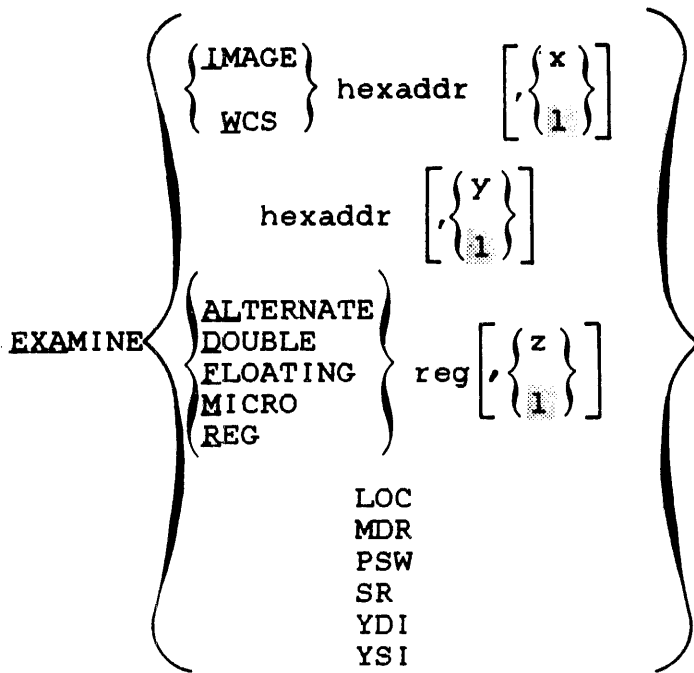 IMAGE
WCS
hexaddr [,{x
1}]
hexaddr [,{y
1}]
EXAMINE
ALTERNATE
DOUBLE
FLOATING
MICRO
REG
reg[,{z
1}]
LOC
MDR
PSW
SR
YDI
YSI